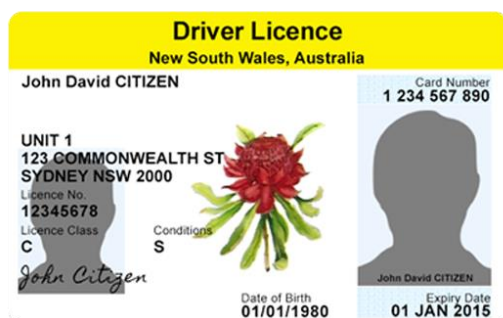 Driver Licence
New South Wales, Australia
John David CITIZEN
Card Number
1 234 567 890
UNIT 1
123 COMMONWEALTH ST
SYDNEY NSW 2000
Licence No.
12345678
Licence Class
Conditions
C
S
John Citizen
John David CITIZEN
Date of Birth
Expiry Date
01/01/1980
01 JAN 2015